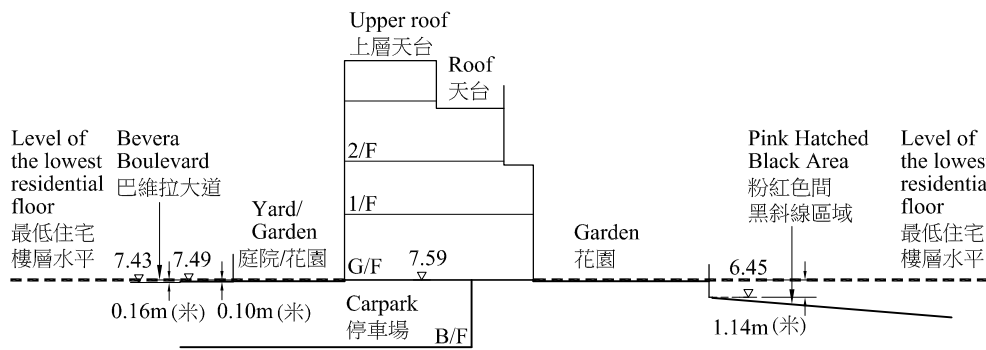 Upper roof
上層天台
Roof
天台
Level of
the lowest
residential
floor
最低住宅
樓層水平
Bevera
Boulevard
巴維拉大道
2/F
1/F
Yard/
Garden
庭院/花園
G/F
7.59
Garden
花園
Pink Hatched
Black Area
粉紅色間
黑斜線區域
Level of
the lowest
residentia
floor
最低住宅
樓層水平
7.43
7.49
6.45
0.16m (米)
0.10m (米)
Carpark
停車場
B/F
1.14m (米)